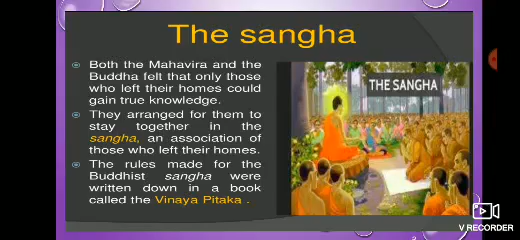 The sangha
Both the Mahavira and the
Buddha felt that only those
who left their homes could
gain true knowledge.
They arranged for them to
stay together in the
sangha, an association of
those who left their homes.
The rules made for the
Buddhist sangha were
written down in a book
called the Vinaya Pitaka .
THE SANGHA
V RECORDER